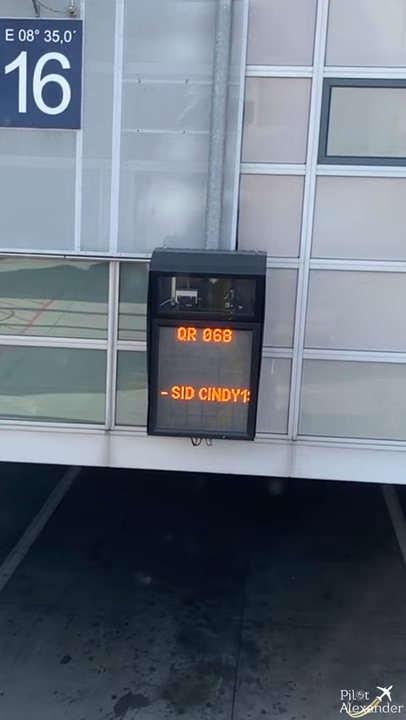 E 08° 35,0´
16
QR 068
- SID CINDY1
Pilot
Alexander